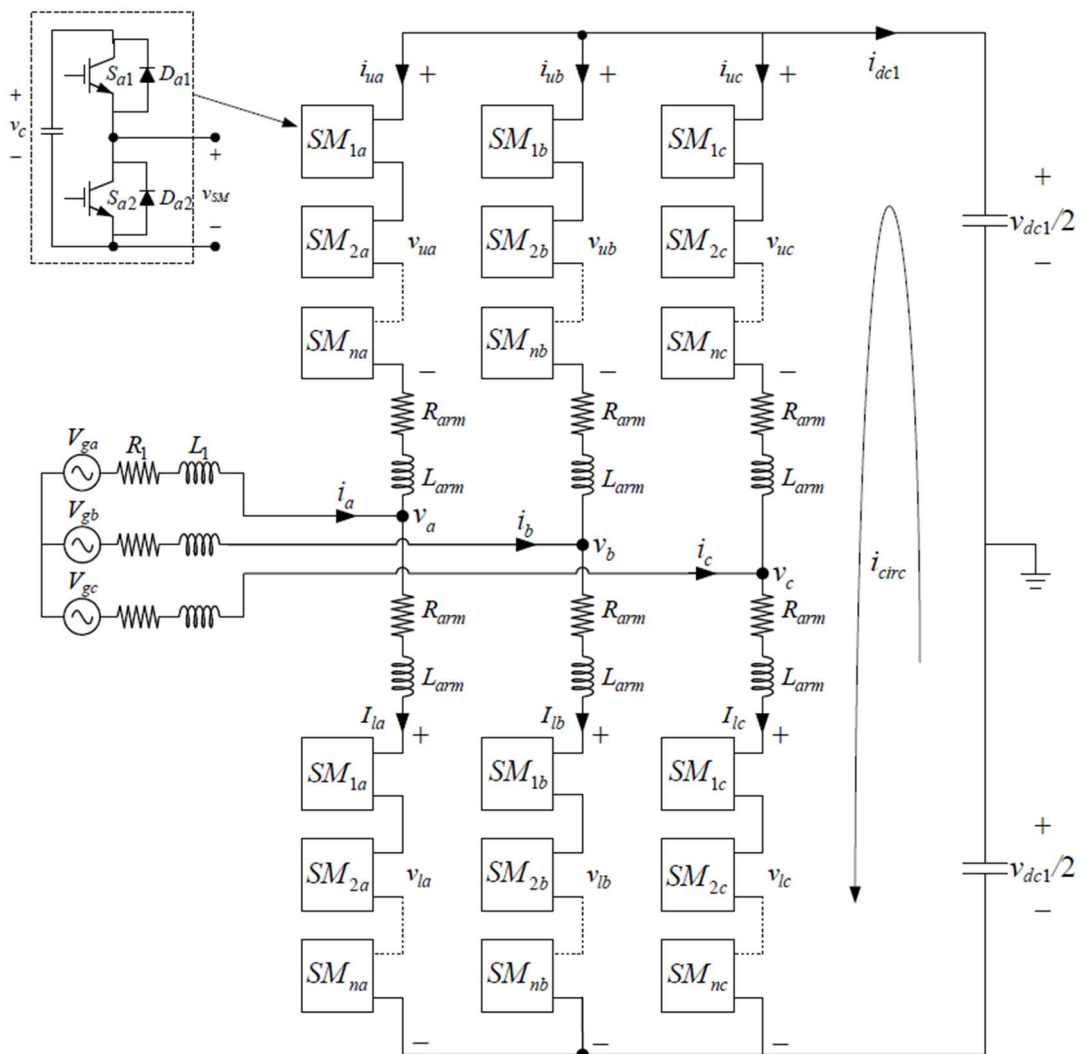 i_ua + i_ub + i_uc + i_dc1
S_a1 D_a1
+ v_c −
S_a2 D_a2
+ v_SM −
SM_1a SM_1b SM_1c
SM_2a v_ua SM_2b v_ub SM_2c v_uc
+ v_dc1/2 −
SM_na SM_nb SM_nc
− − −
R_arm R_arm R_arm
V_ga R_1 L_1
L_arm L_arm L_arm
i_a v_a
V_gb i_b v_b
V_gc i_c v_c i_circ
R_arm R_arm R_arm
L_arm L_arm L_arm
I_la + I_lb + I_lc +
SM_1a SM_1b SM_1c
SM_2a v_la SM_2b v_lb SM_2c v_lc
+ v_dc1/2 −
SM_na SM_nb SM_nc
− − −